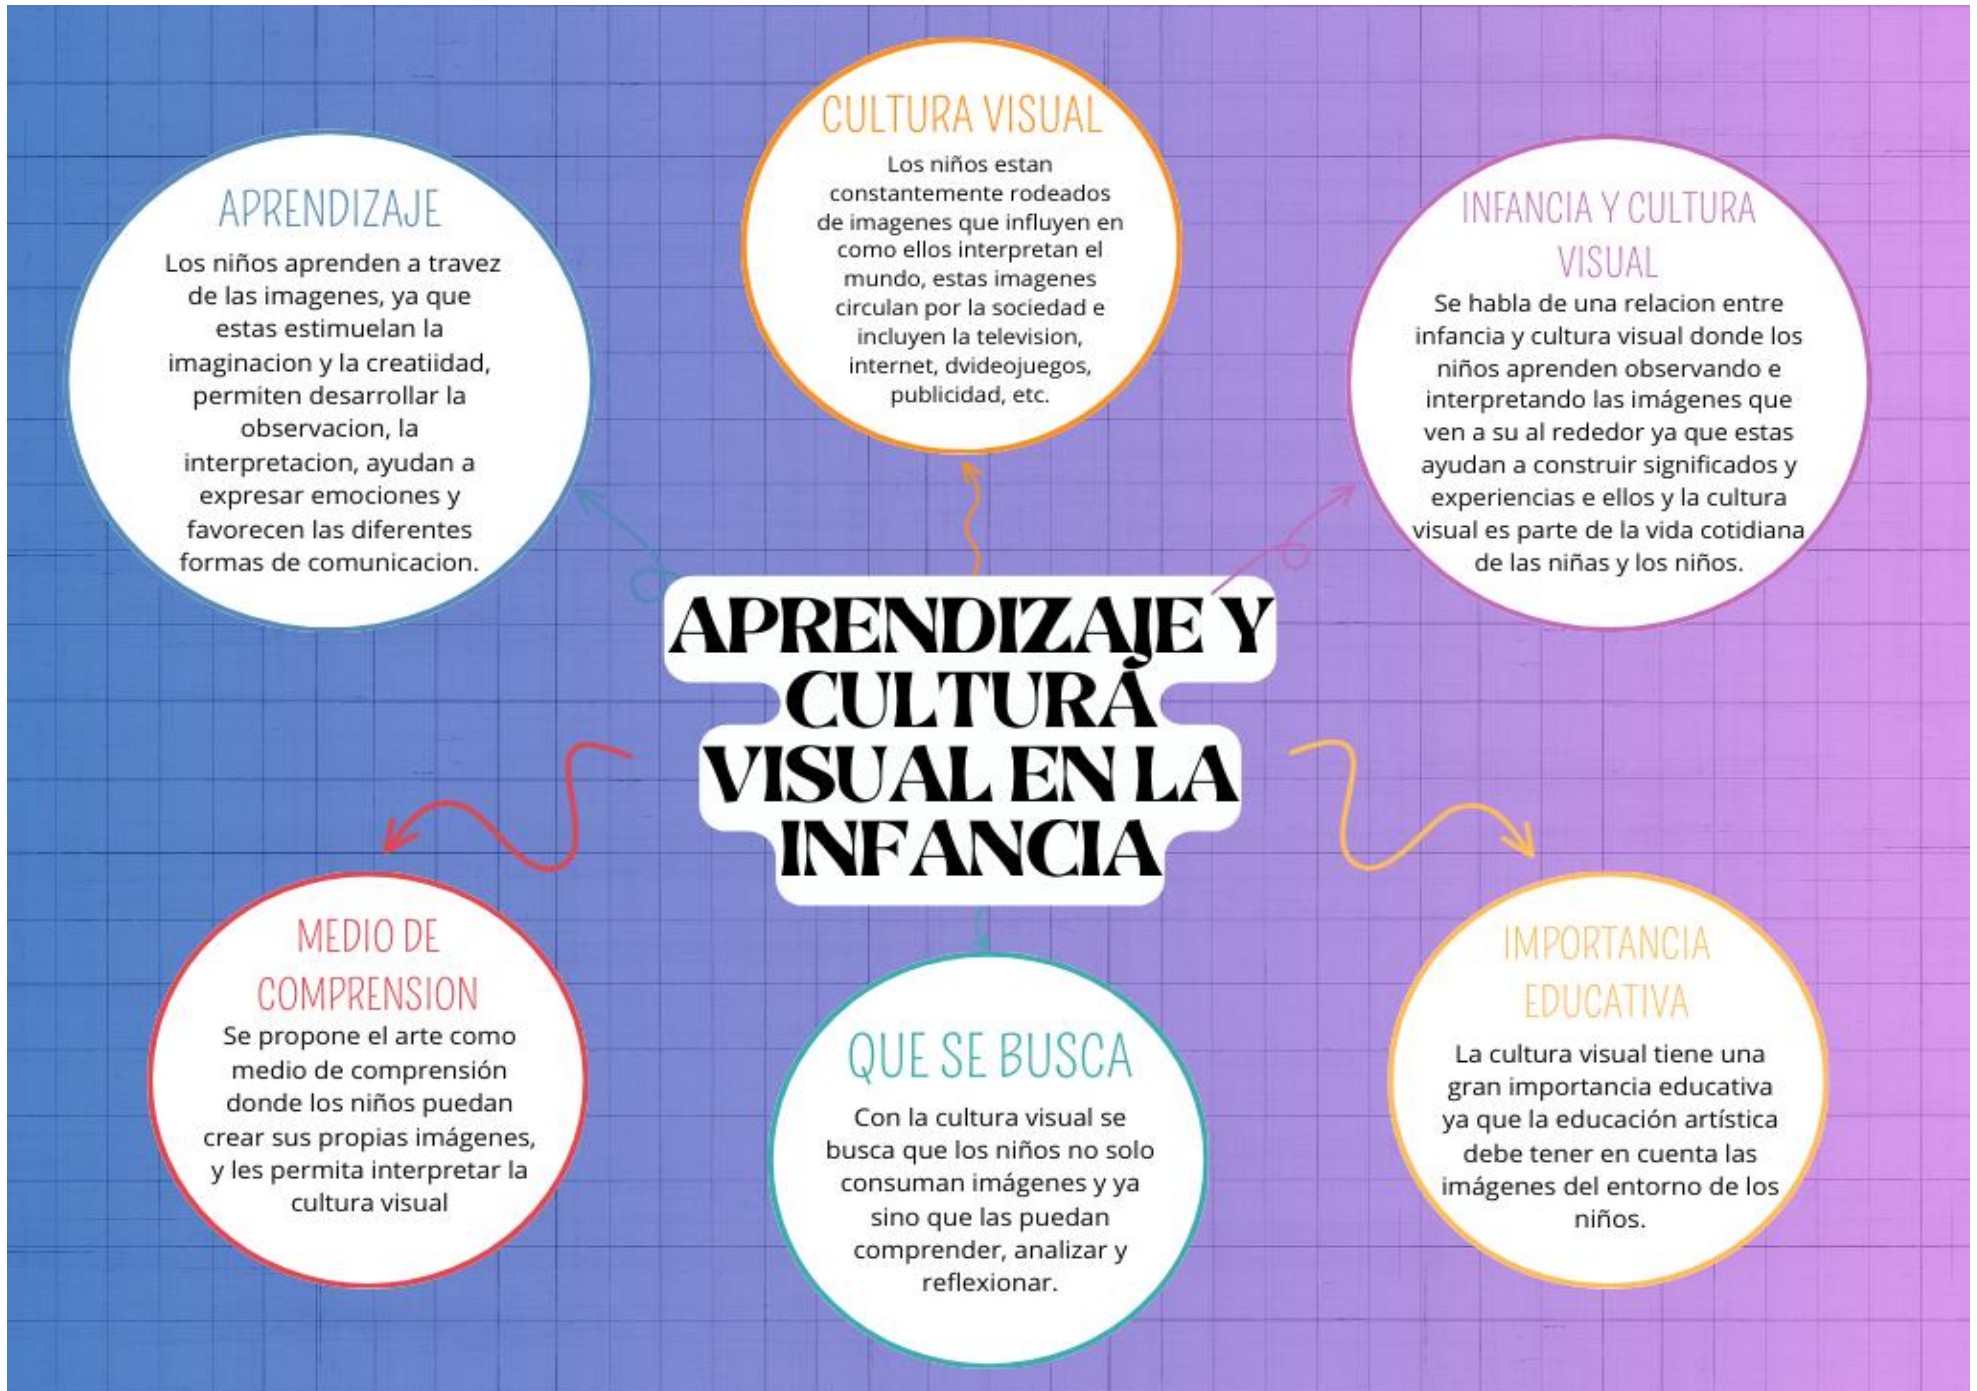 CULTURA VISUAL
Los niños estan
constantemente rodeados
de imagenes que influyen en
como ellos interpretan el
mundo, estas imagenes
circulan por la sociedad e
incluyen la television,
internet, dvideojuegos,
publicidad, etc.
APRENDIZAJE
Los niños aprenden a travez
de las imagenes, ya que
estas estimuelan la
imaginacion y la creatiidad,
permiten desarrollar la
observacion, la
interpretacion, ayudan a
expresar emociones y
favorecen las diferentes
formas de comunicacion.
INFANCIA Y CULTURA
VISUAL
Se habla de una relacion entre
infancia y cultura visual donde los
niños aprenden observando e
interpretando las imágenes que
ven a su al rededor ya que estas
ayudan a construir significados y
experiencias e ellos y la cultura
visual es parte de la vida cotidiana
de las niñas y los niños.
APRENDIZAJE Y
CULTURA
VISUAL EN LA
INFANCIA
MEDIO DE
COMPRENSION
Se propone el arte como
medio de comprensión
donde los niños puedan
crear sus propias imágenes,
y les permita interpretar la
cultura visual
QUE SE BUSCA
Con la cultura visual se
busca que los niños no solo
consuman imágenes y ya
sino que las puedan
comprender, analizar y
reflexionar.
IMPORTANCIA
EDUCATIVA
La cultura visual tiene una
gran importancia educativa
ya que la educación artística
debe tener en cuenta las
imágenes del entorno de los
niños.